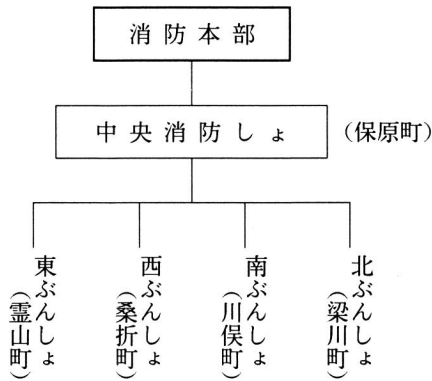 消防本部
中央消防しょ
(保原町)
東ぶんしょ
(霊山町)
西ぶんしょ
(桑折町)
南ぶんしょ
(川俣町)
北ぶんしょ
(梁川町)